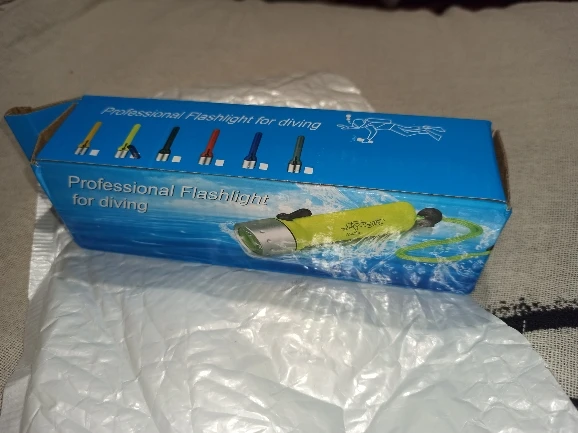 Professional Flashlight for diving
Professional Flashlight
for diving